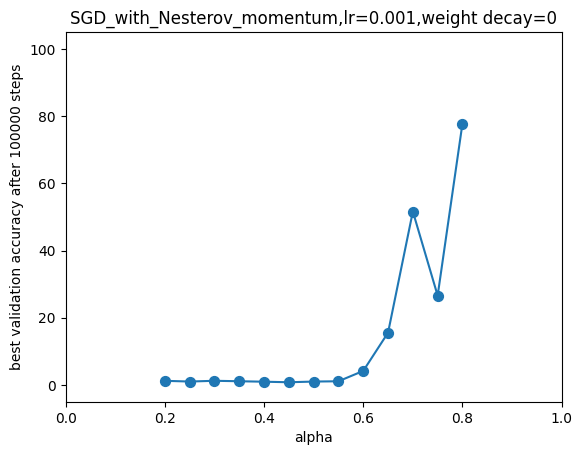 SGD_with_Nesterov_momentum,lr=0.001,weight decay=0
best validation accuracy after 100000 steps
100
80
60
40
20
0
0.0 0.2 0.4 0.6 0.8 1.0
alpha